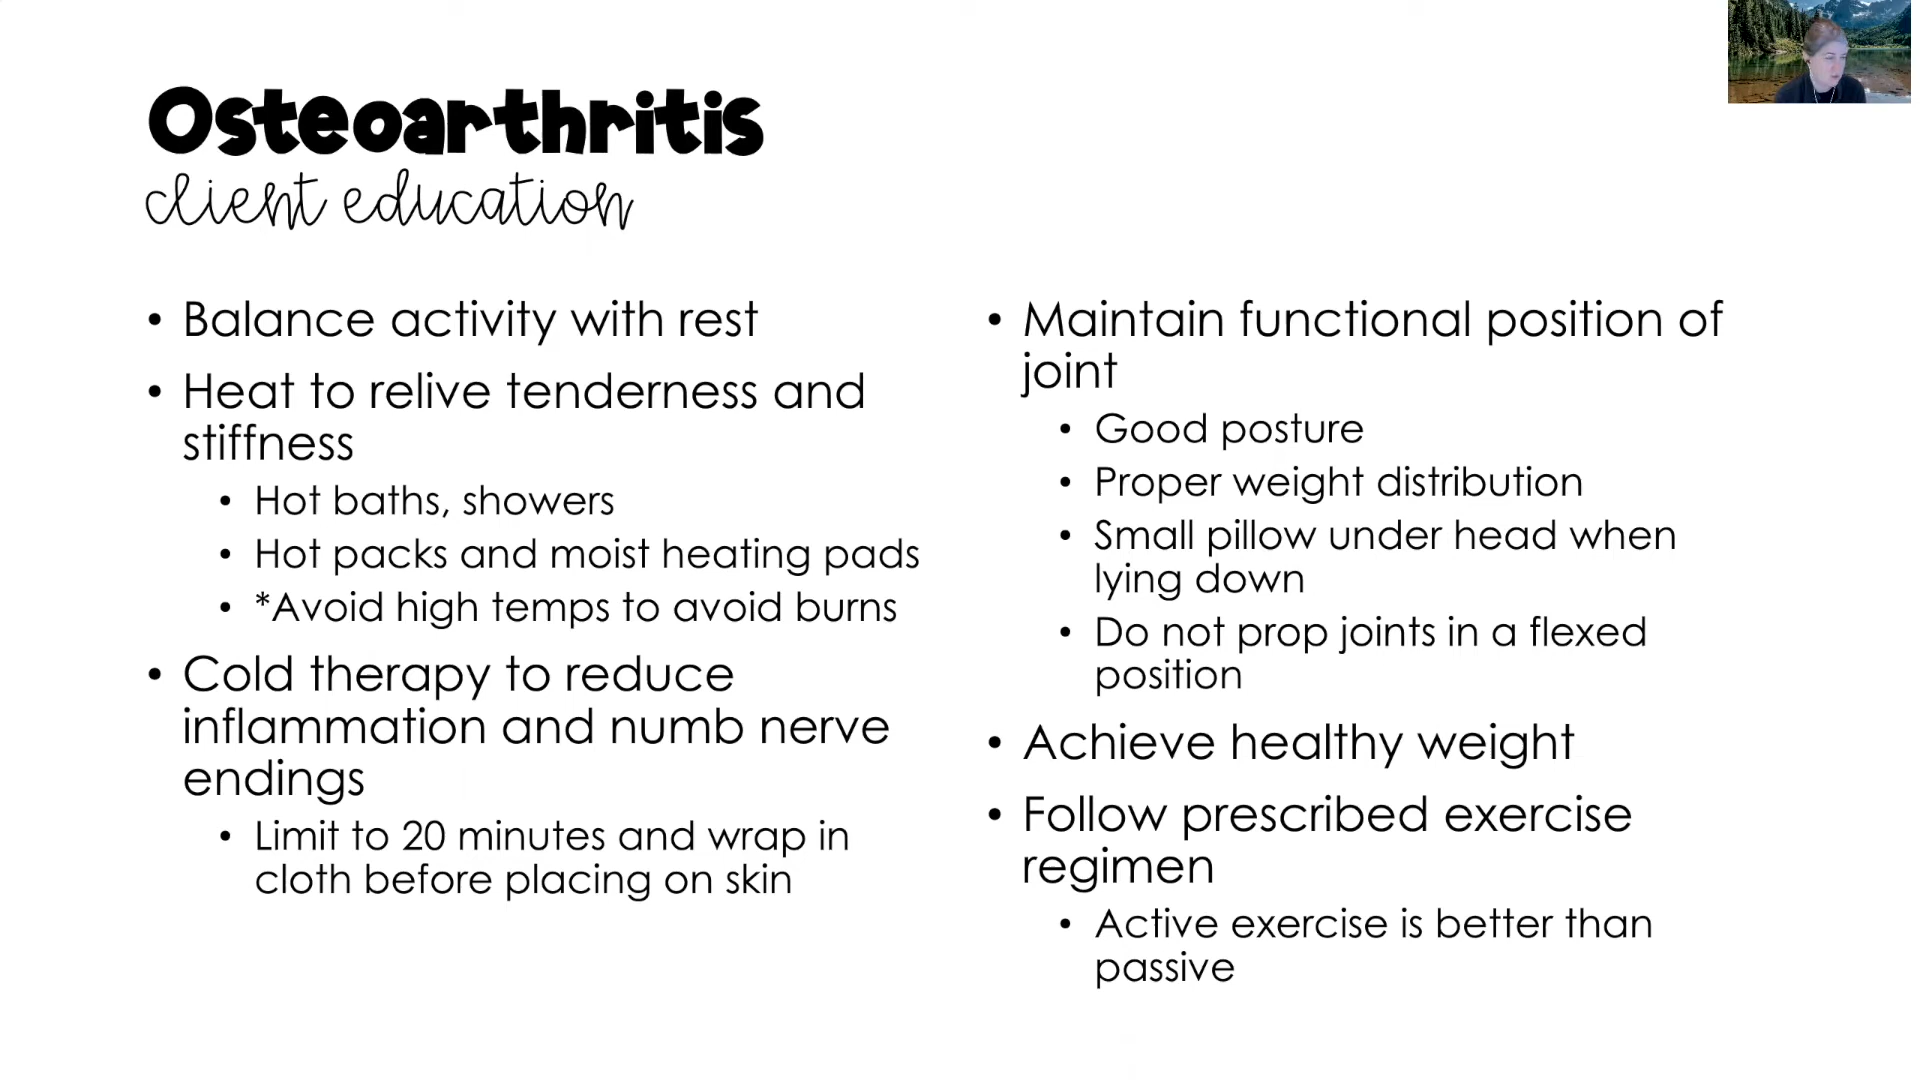 Osteoarthritis
client education
• Balance activity with rest
• Heat to relive tenderness and
stiffness
• Hot baths, showers
• Hot packs and moist heating pads
• *Avoid high temps to avoid burns
• Cold therapy to reduce
inflammation and numb nerve
endings
• Limit to 20 minutes and wrap in
cloth before placing on skin
• Maintain functional position of
joint
• Good posture
• Proper weight distribution
• Small pillow under head when
lying down
• Do not prop joints in a flexed
position
• Achieve healthy weight
• Follow prescribed exercise
regimen
• Active exercise is better than
passive